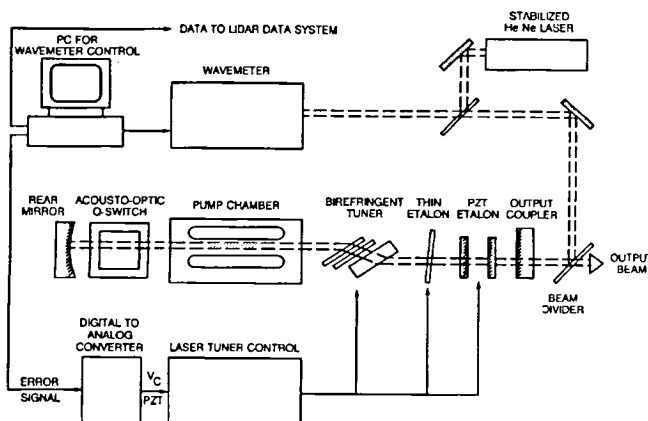 STABILIZED
He Ne LASER
DATA TO LIDAR DATA SYSTEM
PC FOR
WAVEMETER CONTROL
WAVEMETER
REAR
MIRROR
ACOUSTO-OPTIC
Q-SWITCH
PUMP CHAMBER
BIREFRINGENT
TUNER
THIN
ETALON
PZT
ETALON
OUTPUT
COUPLER
OUTPUT
BEAM
BEAM
DIVIDER
DIGITAL TO
ANALOG
CONVERTER
LASER TUNER CONTROL
ERROR
SIGNAL
VC
PZT